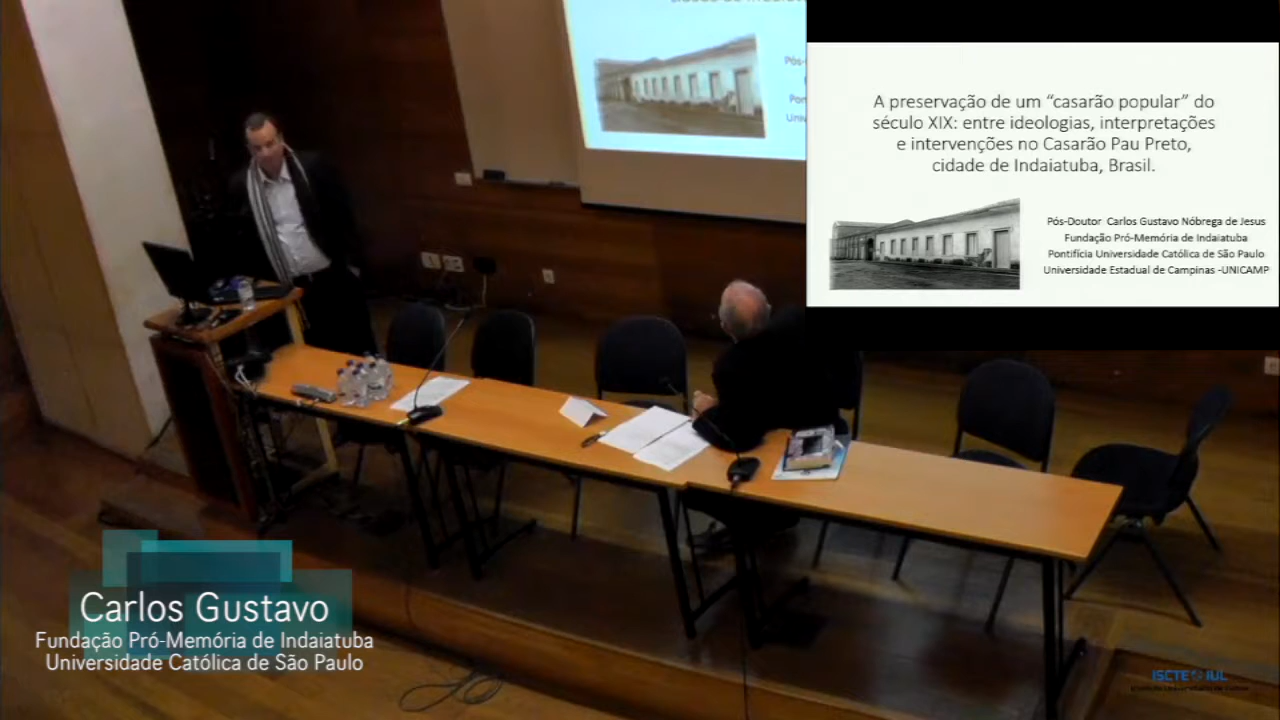 A preservação de um “casarão popular” do
século XIX: entre ideologias, interpretações
e intervenções no Casarão Pau Preto,
cidade de Indaiatuba, Brasil.
Pós-Doutor Carlos Gustavo Nóbrega de Jesus
Fundação Pró-Memória de Indaiatuba
Pontifícia Universidade Católica de São Paulo
Universidade Estadual de Campinas -UNICAMP
Carlos Gustavo
Fundação Pró-Memória de Indaiatuba
Universidade Católica de São Paulo
ISCTE IUL